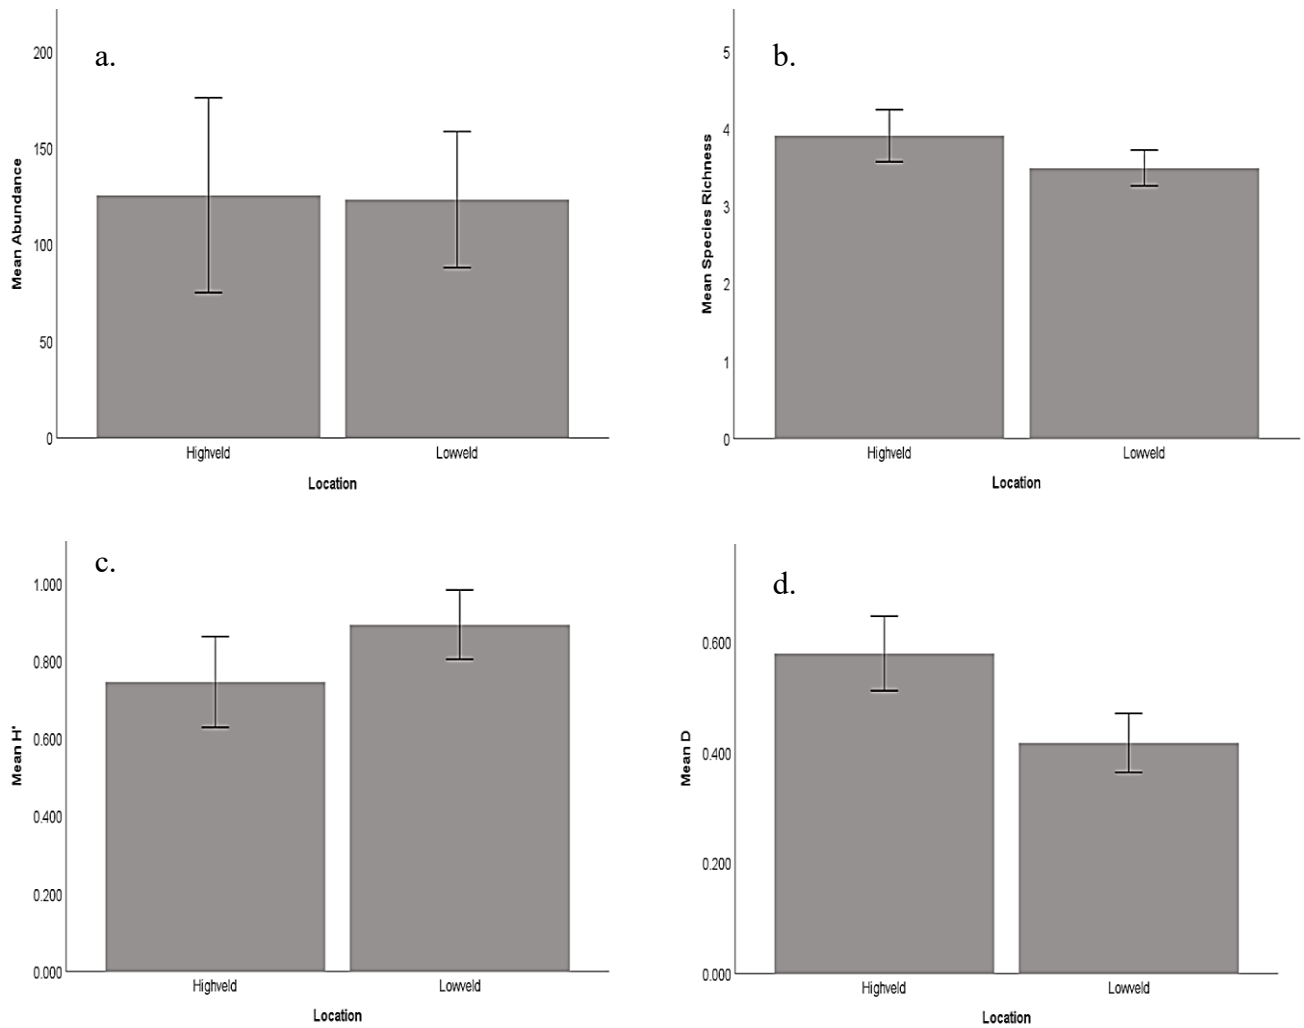 a.
200
150
100
50
0
Mean Abundance
Highveld
Lowveld
Location
b.
5
4
3
2
1
0
Mean Species Richness
Highveld
Lowveld
Location
c.
1.000
0.800
0.600
0.400
0.200
0.000
Mean H'
Highveld
Lowveld
Location
d.
0.600
0.400
0.200
0.000
Mean D
Highveld
Lowveld
Location